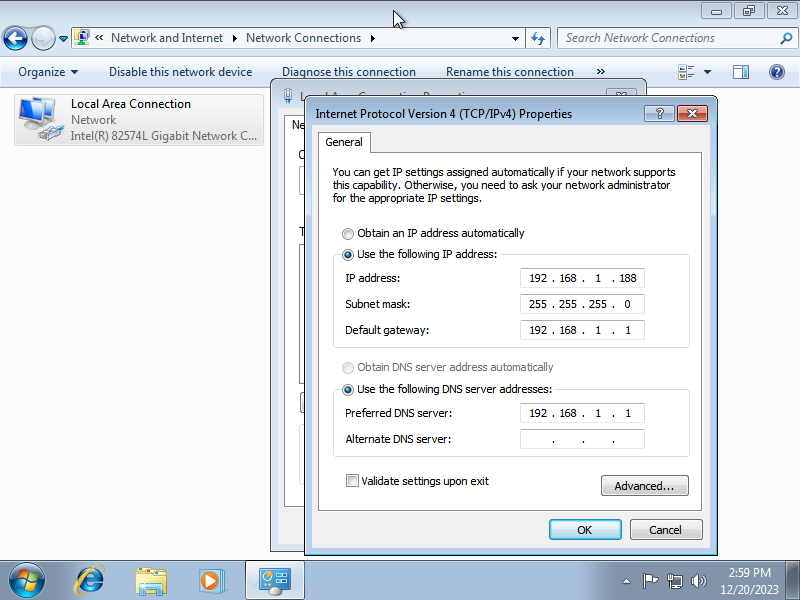 « Network and Internet ▸ Network Connections ▸
Search Network Connections
Organize
Disable this network device
Diagnose this connection
Rename this connection
»
Local Area Connection
Network
Intel(R) 82574L Gigabit Network C...
Internet Protocol Version 4 (TCP/IPv4) Properties
General
You can get IP settings assigned automatically if your network supports
this capability. Otherwise, you need to ask your network administrator
for the appropriate IP settings.
Obtain an IP address automatically
Use the following IP address:
IP address: 192 . 168 . 1 . 188
Subnet mask: 255 . 255 . 255 . 0
Default gateway: 192 . 168 . 1 . 1
Obtain DNS server address automatically
Use the following DNS server addresses:
Preferred DNS server: 192 . 168 . 1 . 1
Alternate DNS server: . . .
Validate settings upon exit
Advanced...
OK
Cancel
2:59 PM
12/20/2023